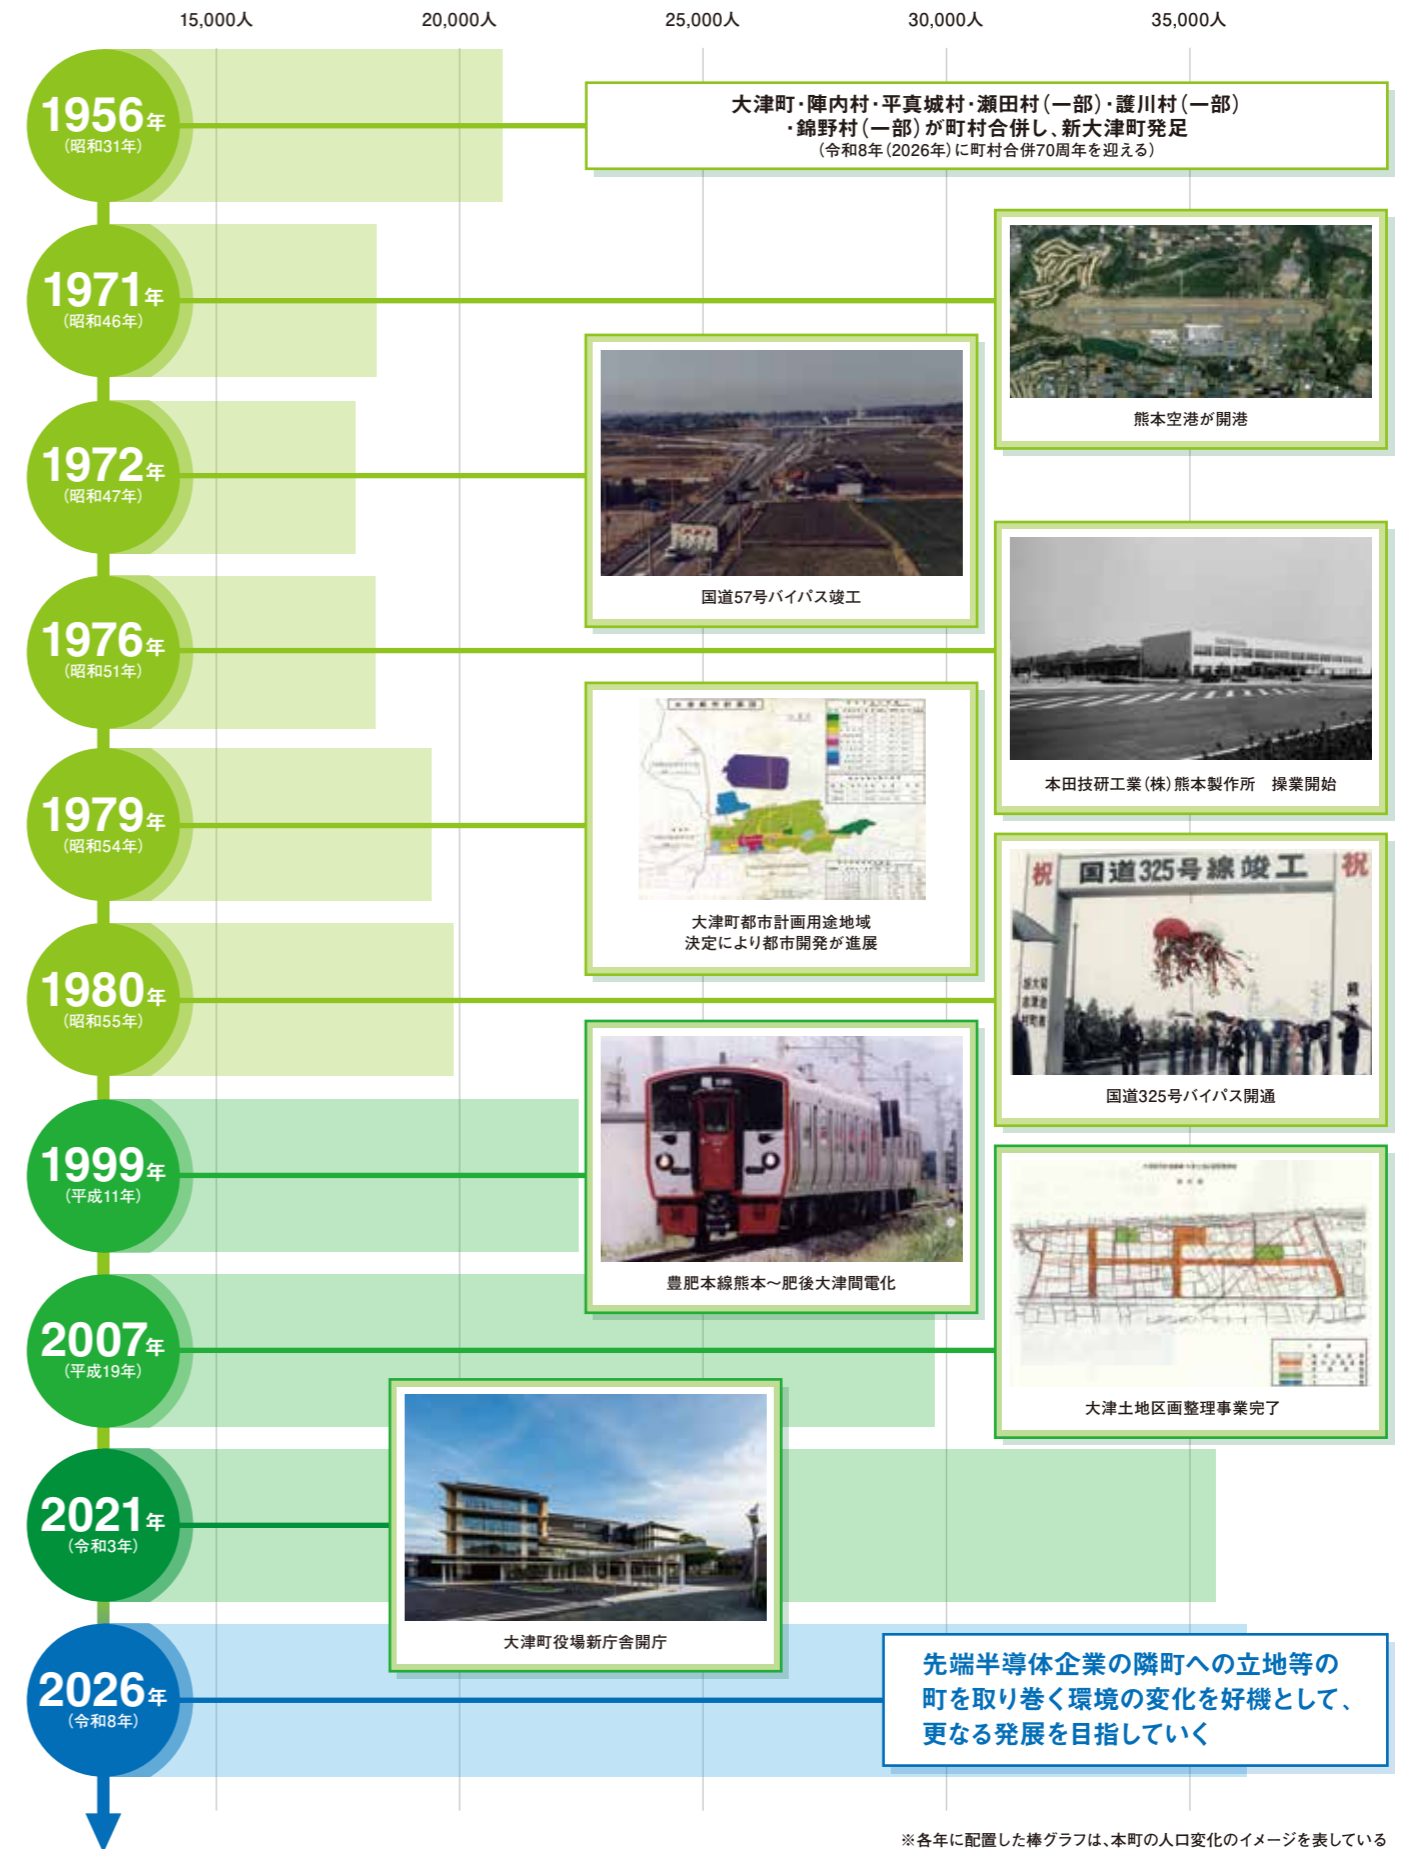 15,000人 20,000人 25,000人 30,000人 35,000人
1956年
(昭和31年)
大津町・陣内村・平真城村・瀬田村(一部)・護川村(一部)
・錦野村(一部)が町村合併し、新大津町発足
(令和8年(2026年)に町村合併70周年を迎える)
1971年
(昭和46年)
熊本空港が開港
1972年
(昭和47年)
国道57号バイパス竣工
1976年
(昭和51年)
本田技研工業(株)熊本製作所 操業開始
1979年
(昭和54年)
大津町都市計画用途地域
決定により都市開発が進展
1980年
(昭和55年)
祝 国道325号線竣工 祝
国道325号バイパス開通
1999年
(平成11年)
豊肥本線熊本～肥後大津間電化
2007年
(平成19年)
大津土地区画整理事業完了
2021年
(令和3年)
大津町役場新庁舎開庁
2026年
(令和8年)
先端半導体企業の隣町への立地等の
町を取り巻く環境の変化を好機として、
更なる発展を目指していく
※各年に配置した棒グラフは、本町の人口変化のイメージを表している